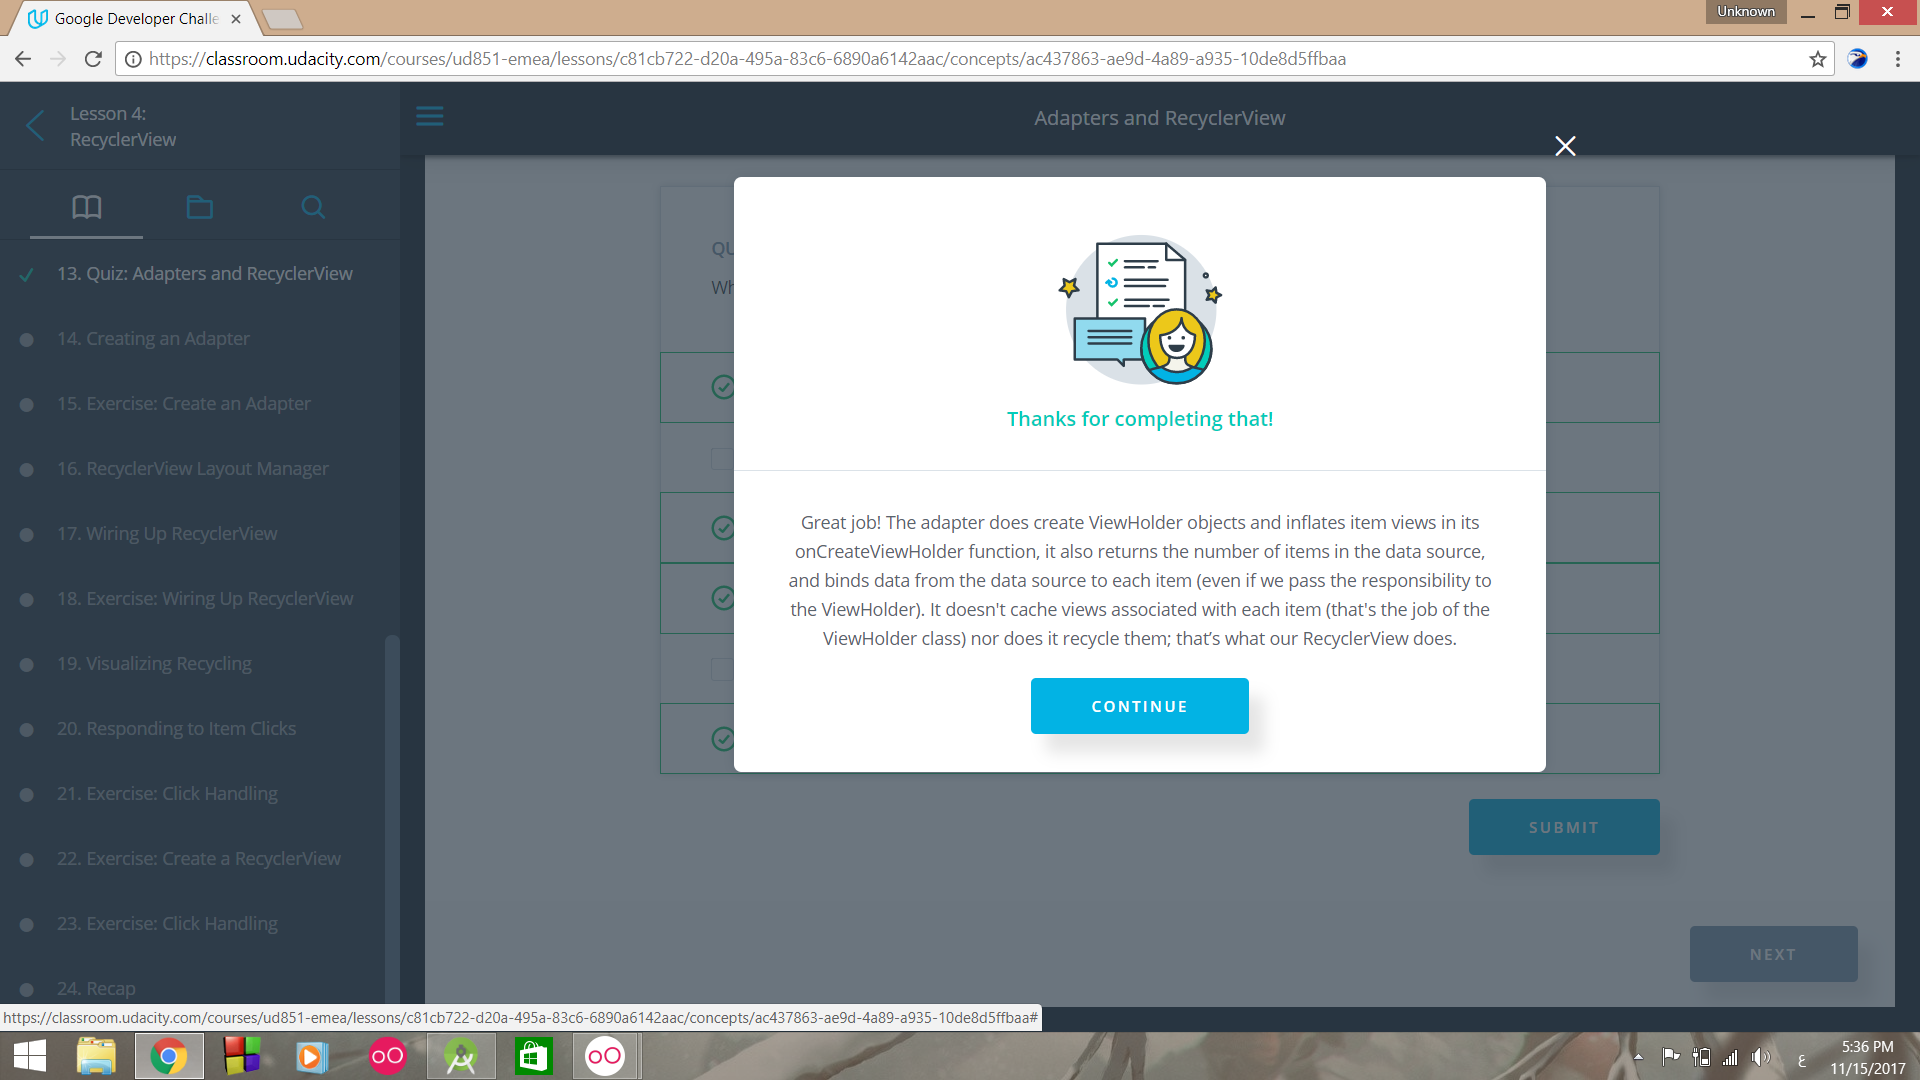 Google Developer Challe
Unknown
https://classroom.udacity.com/courses/ud851-emea/lessons/c81cb722-d20a-495a-83c6-6890a6142aac/concepts/ac437863-ae9d-4a89-a935-10de8d5ffbaa
Lesson 4:
RecyclerView
Adapters and RecyclerView
13. Quiz: Adapters and RecyclerView
14. Creating an Adapter
15. Exercise: Create an Adapter
16. RecyclerView Layout Manager
17. Wiring Up RecyclerView
18. Exercise: Wiring Up RecyclerView
19. Visualizing Recycling
20. Responding to Item Clicks
21. Exercise: Click Handling
22. Exercise: Create a RecyclerView
23. Exercise: Click Handling
24. Recap
QU
Wh
Thanks for completing that!
Great job! The adapter does create ViewHolder objects and inflates item views in its
onCreateViewHolder function, it also returns the number of items in the data source,
and binds data from the data source to each item (even if we pass the responsibility to
the ViewHolder). It doesn't cache views associated with each item (that's the job of the
ViewHolder class) nor does it recycle them; that’s what our RecyclerView does.
CONTINUE
SUBMIT
NEXT
https://classroom.udacity.com/courses/ud851-emea/lessons/c81cb722-d20a-495a-83c6-6890a6142aac/concepts/ac437863-ae9d-4a89-a935-10de8d5ffbaa#
ع
5:36 PM
11/15/2017